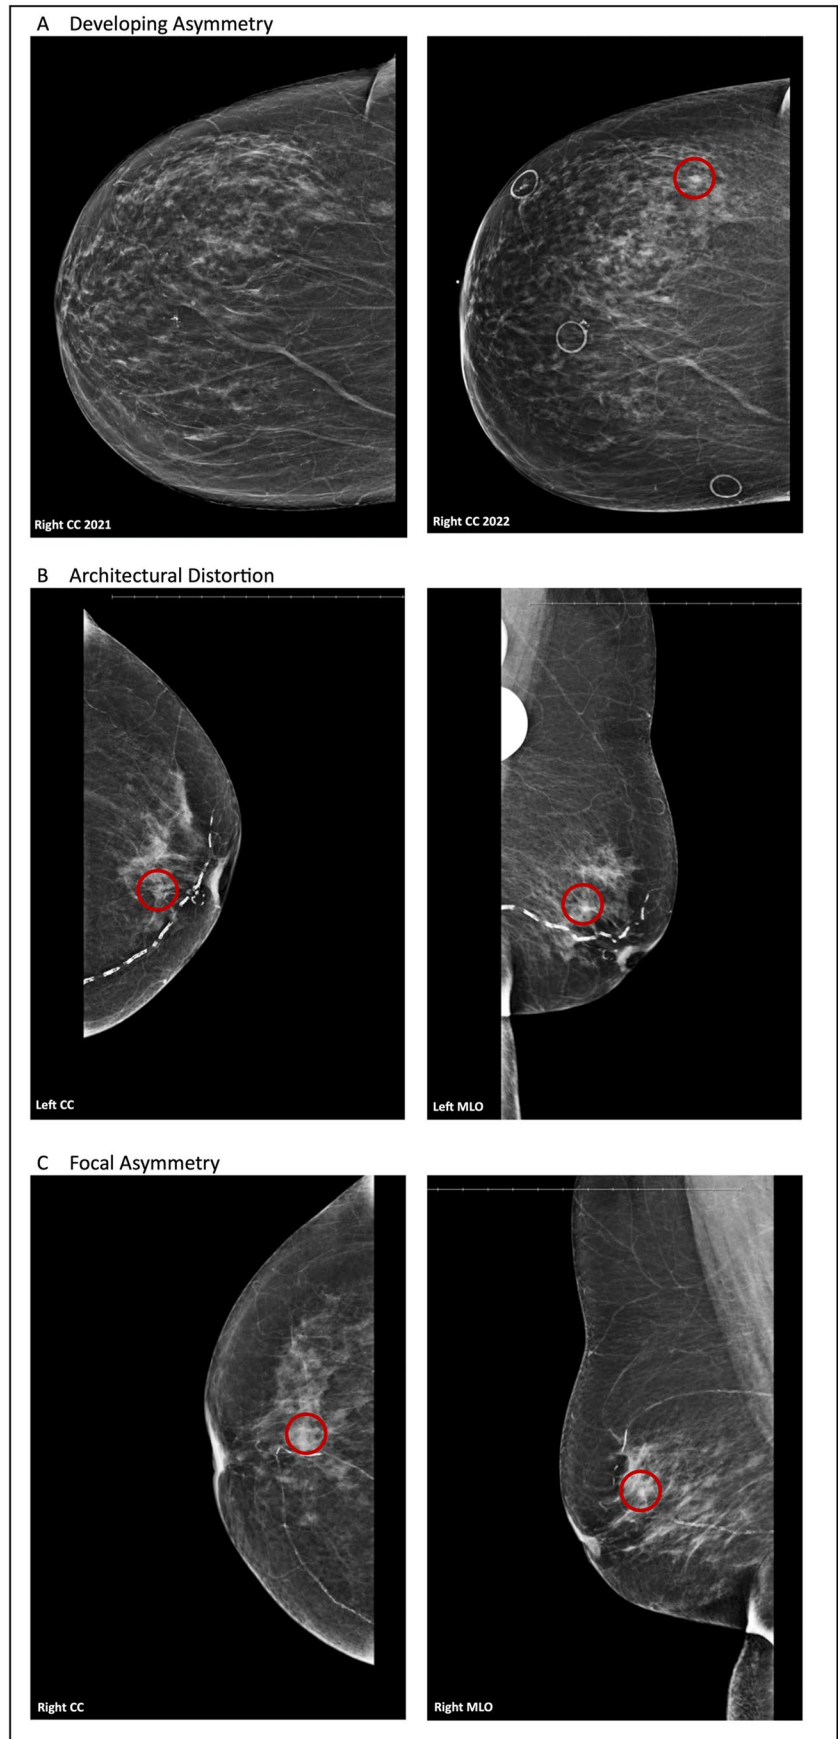 A Developing Asymmetry
Right CC 2021
Right CC 2022
B Architectural Distortion
Left CC
Left MLO
C Focal Asymmetry
Right CC
Right MLO